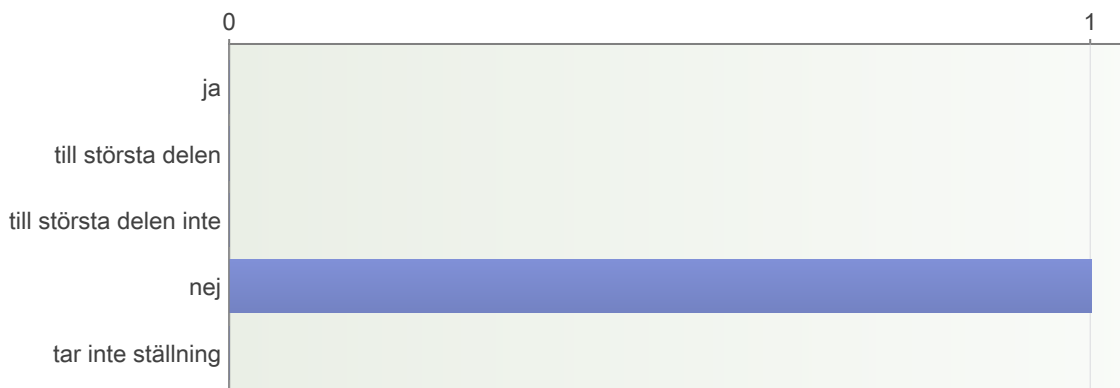 0 1
ja
till största delen
till största delen inte
nej
tar inte ställning